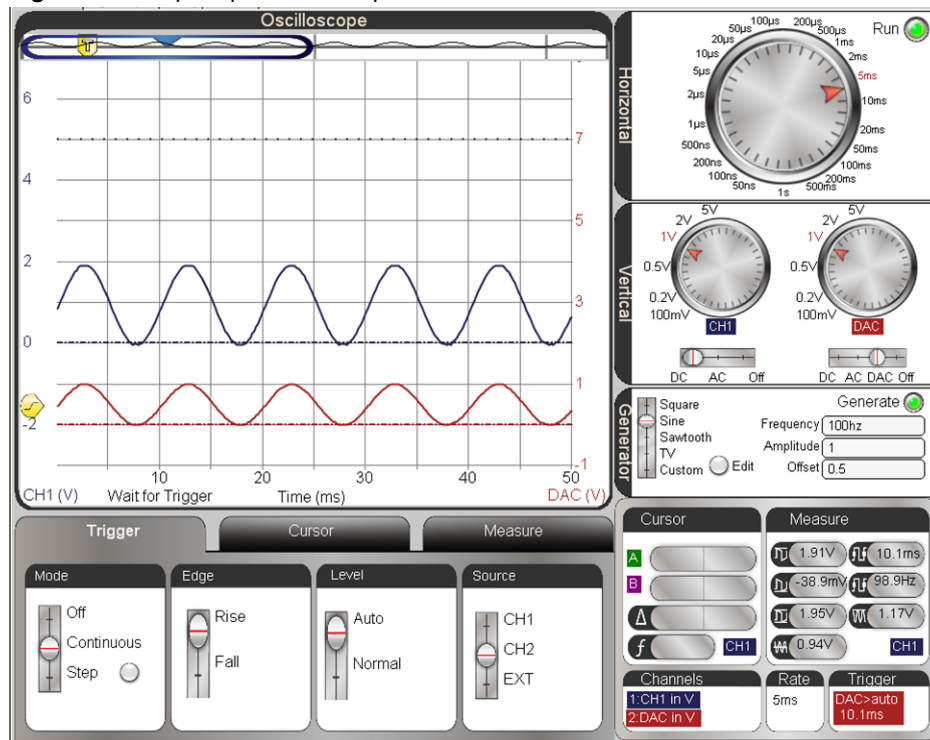 Oscilloscope
T
6
4
2
0
-2
7
5
3
1
-1
10
20
30
40
50
CH1 (V)
Wait for Trigger
Time (ms)
DAC (V)
Horizontal
Run
50ns
100ns
200ns
500ns
1µs
2µs
5µs
10µs
20µs
50µs
100µs
200µs
500µs
1ms
2ms
5ms
10ms
20ms
50ms
100ms
200ms
500ms
1s
Vertical
100mV
0.2V
0.5V
1V
2V
5V
CH1
DC AC Off
100mV
0.2V
0.5V
1V
2V
5V
DAC
DC AC DAC Off
Generator
Square
Sine
Sawtooth
TV
Custom
Edit
Generate
Frequency 100hz
Amplitude 1
Offset 0.5
Trigger
Cursor
Measure
Mode
Off
Continuous
Step
Edge
Rise
Fall
Level
Auto
Normal
Source
CH1
CH2
EXT
Cursor
A
B
Δ
f
CH1
Measure
1.91V 10.1ms
-38.9mV 98.9Hz
1.95V 1.17V
0.94V CH1
Channels
1:CH1 in V
2:DAC in V
Rate
5ms
Trigger
DAC>auto
10.1ms